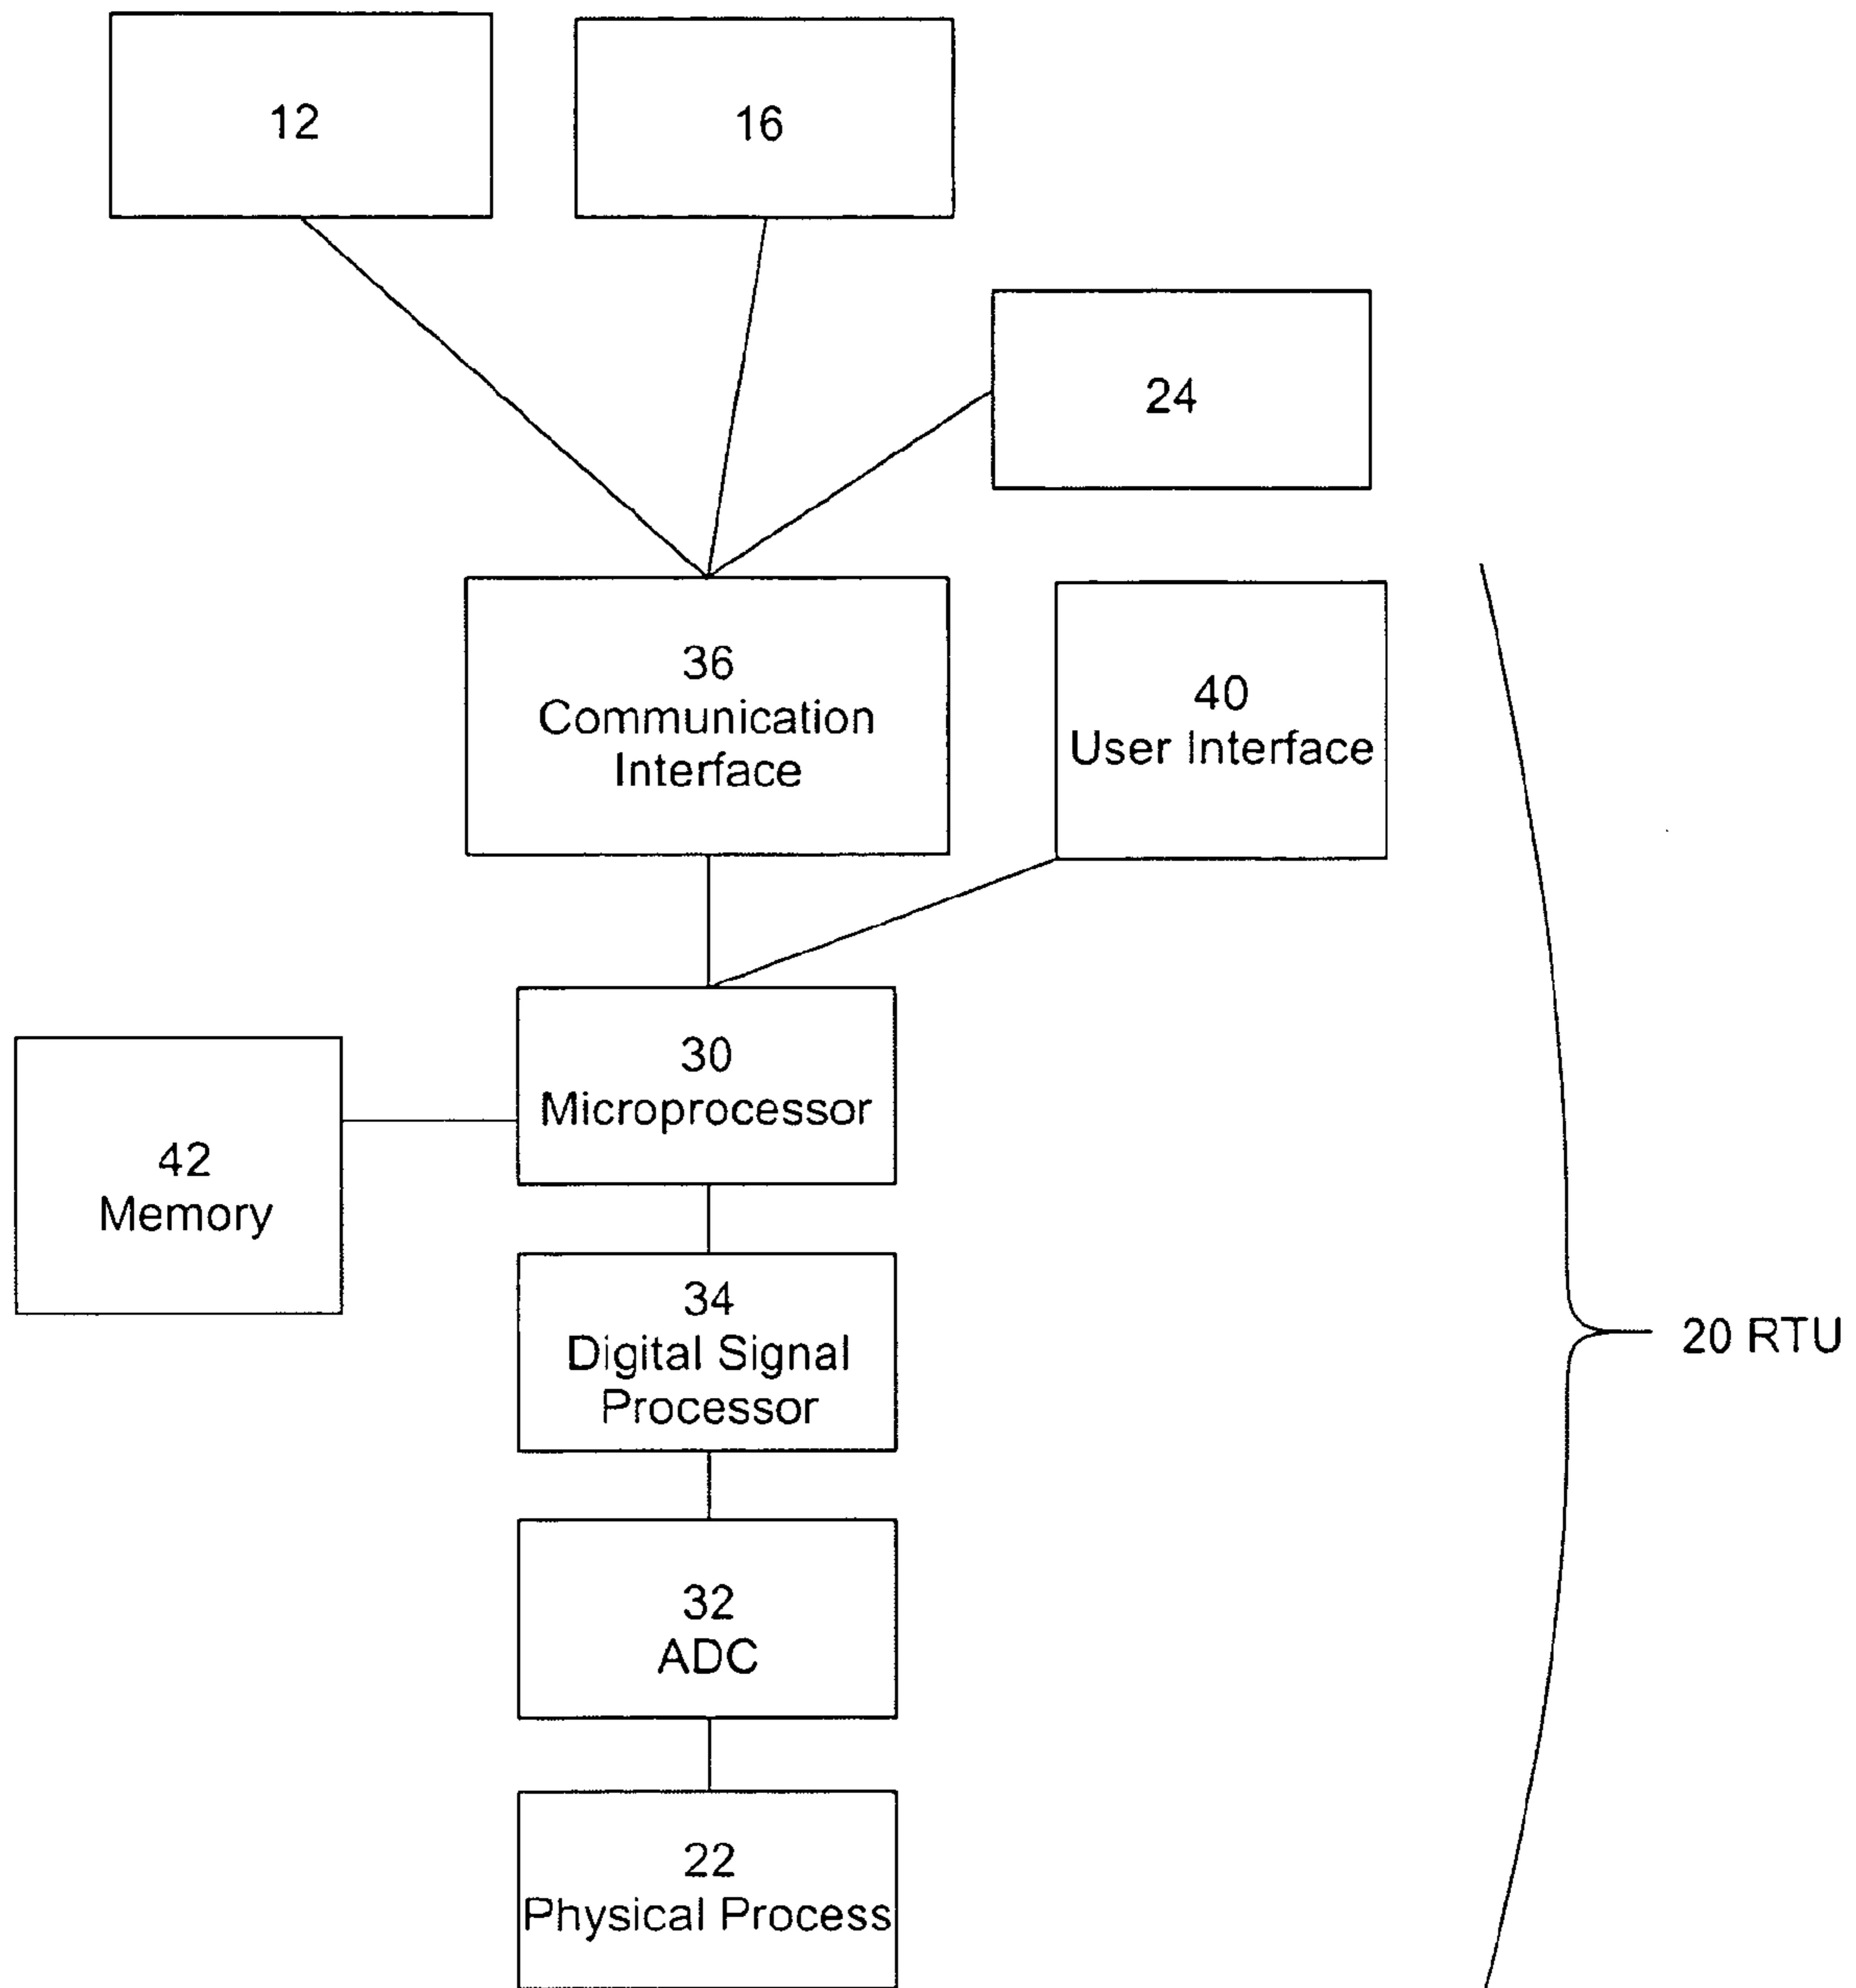 12
16
24
36
Communication
Interface
40
User Interface
30
Microprocessor
42
Memory
34
Digital Signal
Processor
20 RTU
32
ADC
22
Physical Process